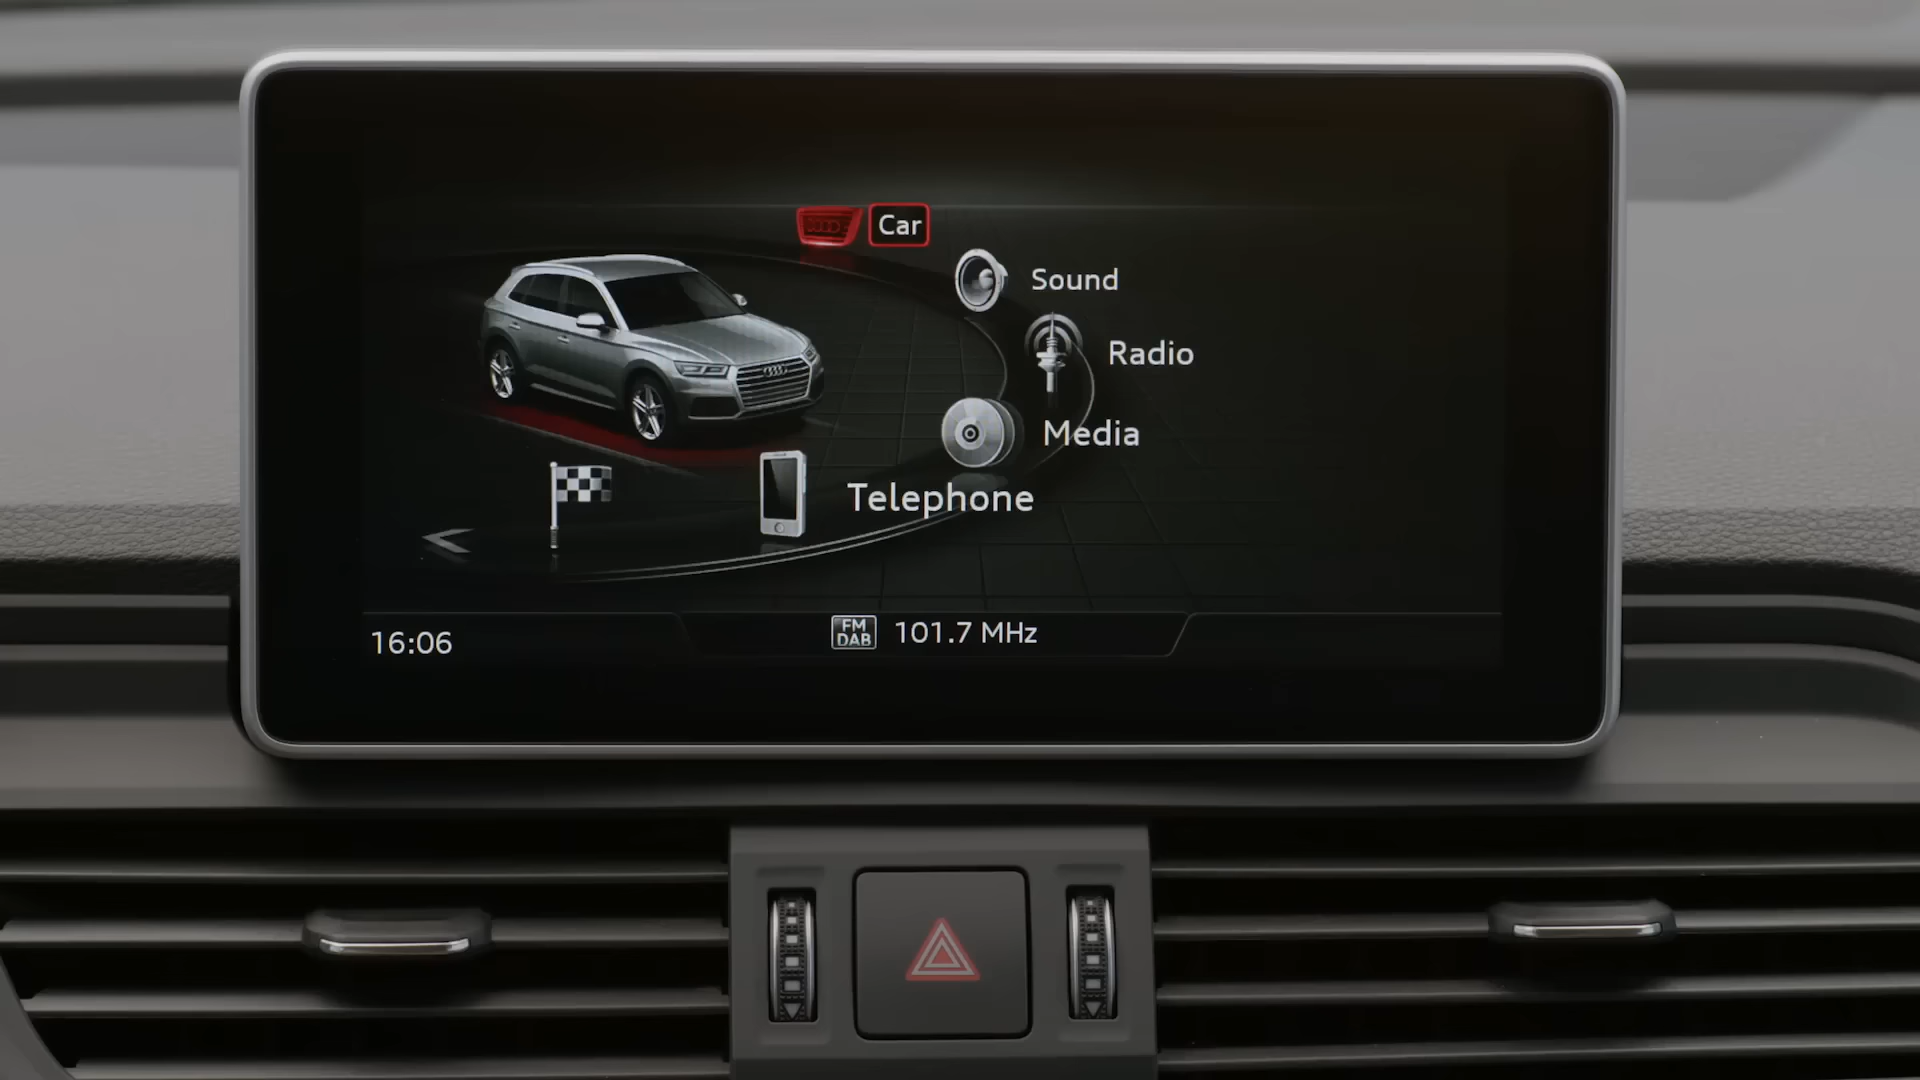 Car
Sound
Radio
Media
Telephone
16:06
FM
DAB
101.7 MHz